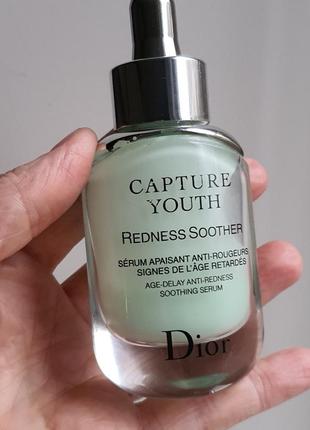 CAPTURE
YOUTH
REDNESS SOOTHER
SÉRUM APAISANT ANTI-ROUGEURS
SIGNES DE L'ÂGE RETARDÉS
AGE-DELAY ANTI-REDNESS
SOOTHING SERUM
Dior